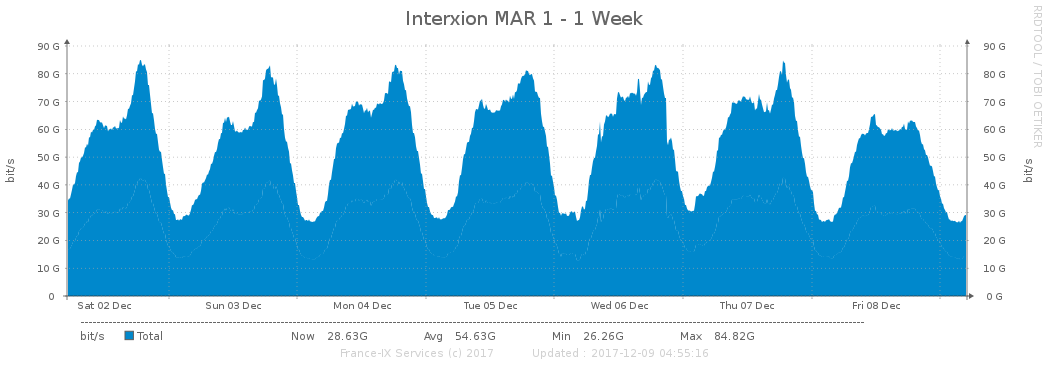 Interxion MAR 1 - 1 Week
RRDTOOL / TOBI OETIKER
90 G 90 G
80 G 80 G
70 G 70 G
60 G 60 G
50 G 50 G
40 G 40 G
30 G 30 G
20 G 20 G
10 G 10 G
0 0 G
bit/s bit/s
Sat 02 Dec Sun 03 Dec Mon 04 Dec Tue 05 Dec Wed 06 Dec Thu 07 Dec Fri 08 Dec
bit/s Total Now 28.63G Avg 54.63G Min 26.26G Max 84.82G
France-IX Services (c) 2017 Updated : 2017-12-09 04:55:16